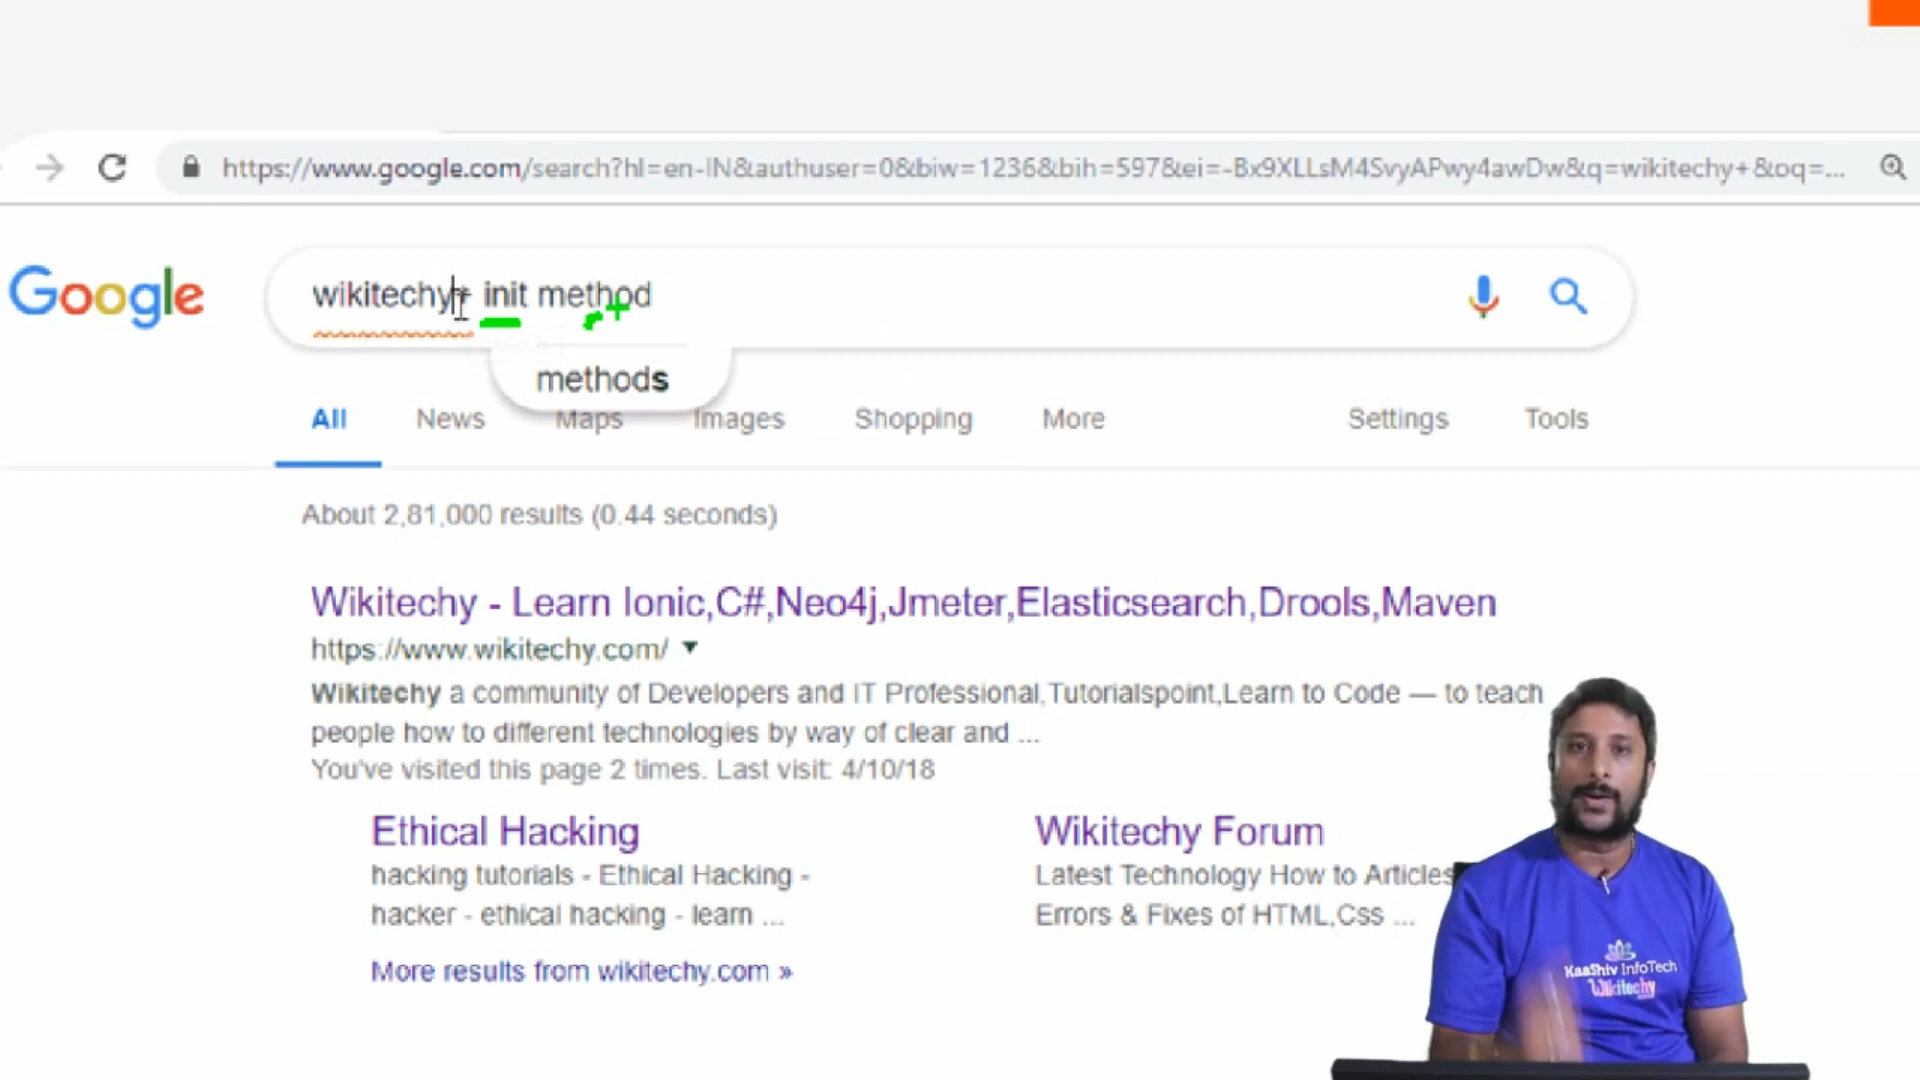 https://www.google.com/search?hl=en-IN&authuser=0&biw=1236&bih=597&ei=-Bx9XLLsM4SvyAPwy4awDw&q=wikitechy+&oq=...
Google
wikitechy+ init method
methods
All News Maps Images Shopping More Settings Tools
About 2,81,000 results (0.44 seconds)
Wikitechy - Learn Ionic,C#,Neo4j,Jmeter,Elasticsearch,Drools,Maven
https://www.wikitechy.com/
Wikitechy a community of Developers and IT Professional,Tutorialspoint,Learn to Code — to teach
people how to different technologies by way of clear and ...
You've visited this page 2 times. Last visit: 4/10/18
Ethical Hacking
hacking tutorials - Ethical Hacking -
hacker - ethical hacking - learn ...
Wikitechy Forum
Latest Technology How to Articles
Errors & Fixes of HTML,Css ...
More results from wikitechy.com »
KaaShiv InfoTech
Wikitechy